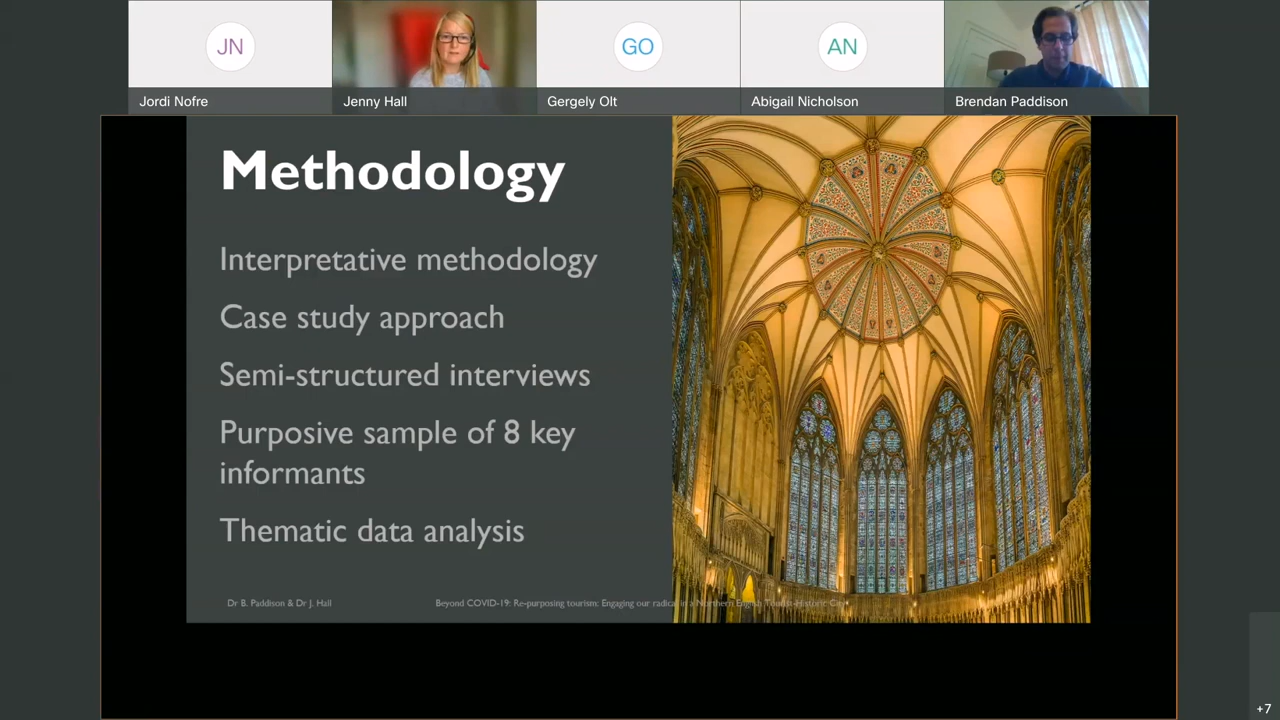 JN
Jordi Nofre
Jenny Hall
GO
Gergely Olt
AN
Abigail Nicholson
Brendan Paddison
Methodology
Interpretative methodology
Case study approach
Semi-structured interviews
Purposive sample of 8 key
informants
Thematic data analysis
Dr B. Paddison & Dr J. Hall
Beyond COVID-19: Re-purposing tourism: Engaging our radical in a Northern English Tourist-Historic City
+7